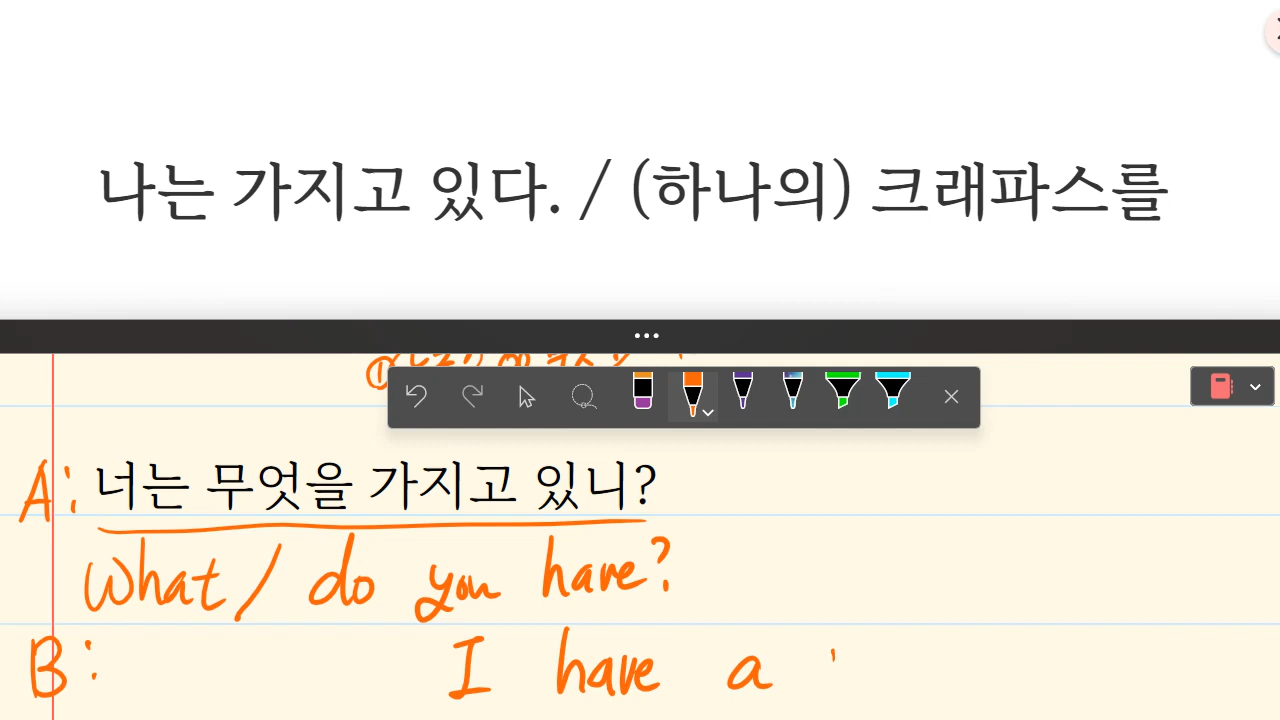 나는 가지고 있다. / (하나의) 크래파스를
A: 너는 무엇을 가지고 있니?
What / do you have?
B: I have a